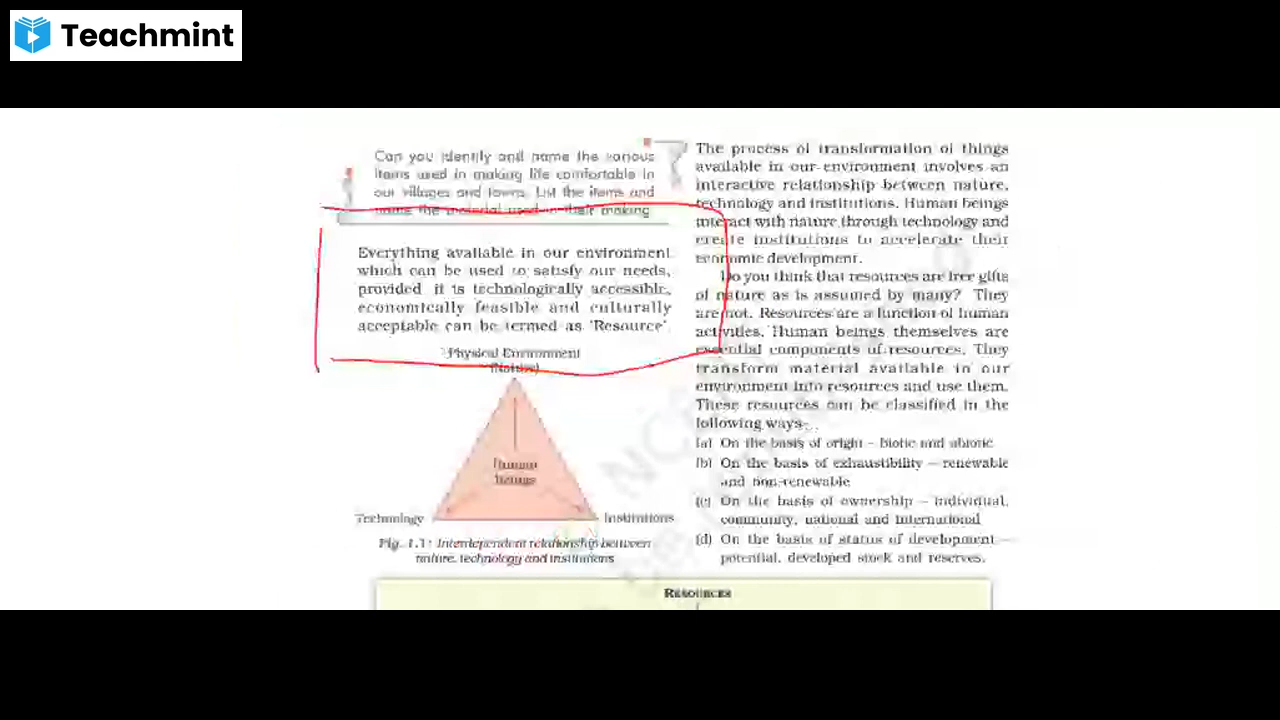 Teachmint
Can you identify and name the various
items used in making life comfortable in
our villages and towns. List the items and
name the material used in their making.
Everything available in our environment
which can be used to satisfy our needs,
provided, it is technologically accessible,
economically feasible and culturally
acceptable can be termed as 'Resource'.
Physical Environment
(Nature)
Human
Beings
Technology
Institutions
Fig. 1.1: Interdependent relationship between
nature, technology and institutions
The process of transformation of things
available in our environment involves an
interactive relationship between nature,
technology and institutions. Human beings
interact with nature through technology and
create institutions to accelerate their
economic development.
Do you think that resources are free gifts
of nature as is assumed by many? They
are not. Resources are a function of human
activities. Human beings themselves are
essential components of resources. They
transform material available in our
environment into resources and use them.
These resources can be classified in the
following ways–
(a) On the basis of origin – biotic and abiotic
(b) On the basis of exhaustibility – renewable
and non-renewable
(c) On the basis of ownership – individual,
community, national and international
(d) On the basis of status of development –
potential, developed stock and reserves.
RESOURCES